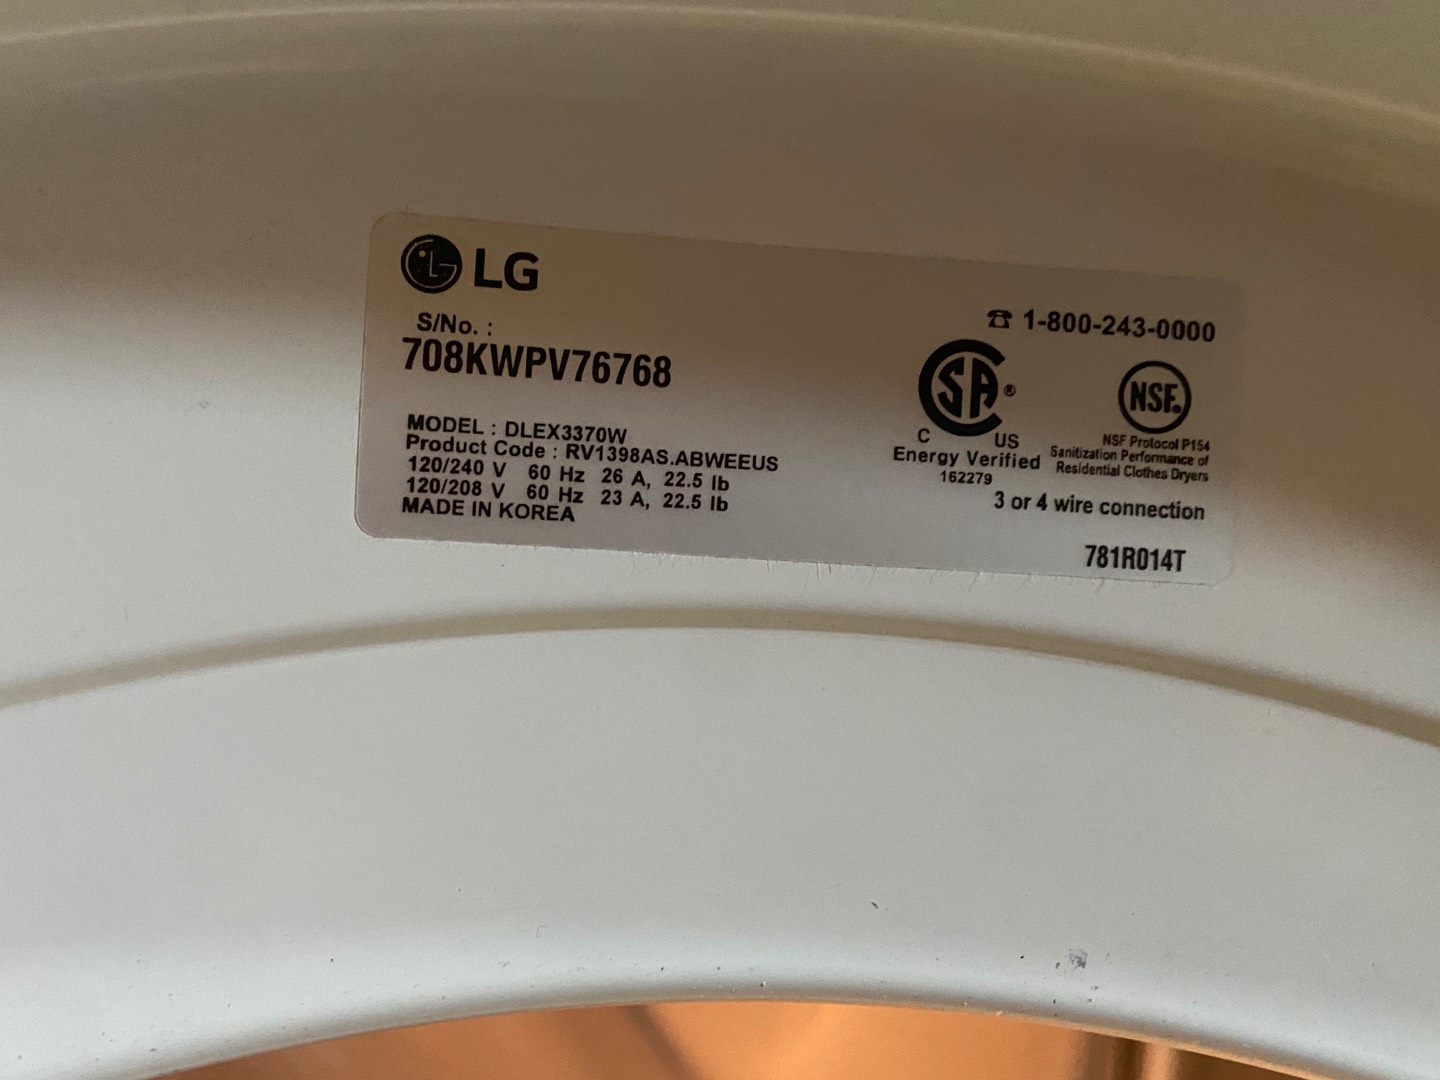 LG
S/No. :
708KWPV76768
MODEL : DLEX3370W
Product Code : RV1398AS.ABWEEUS
120/240 V 60 Hz 26 A, 22.5 lb
120/208 V 60 Hz 23 A, 22.5 lb
MADE IN KOREA
☎ 1-800-243-0000
SA®
C US
Energy Verified
162279
NSF.
NSF Protocol P154
Sanitization Performance of
Residential Clothes Dryers
3 or 4 wire connection
781R014T